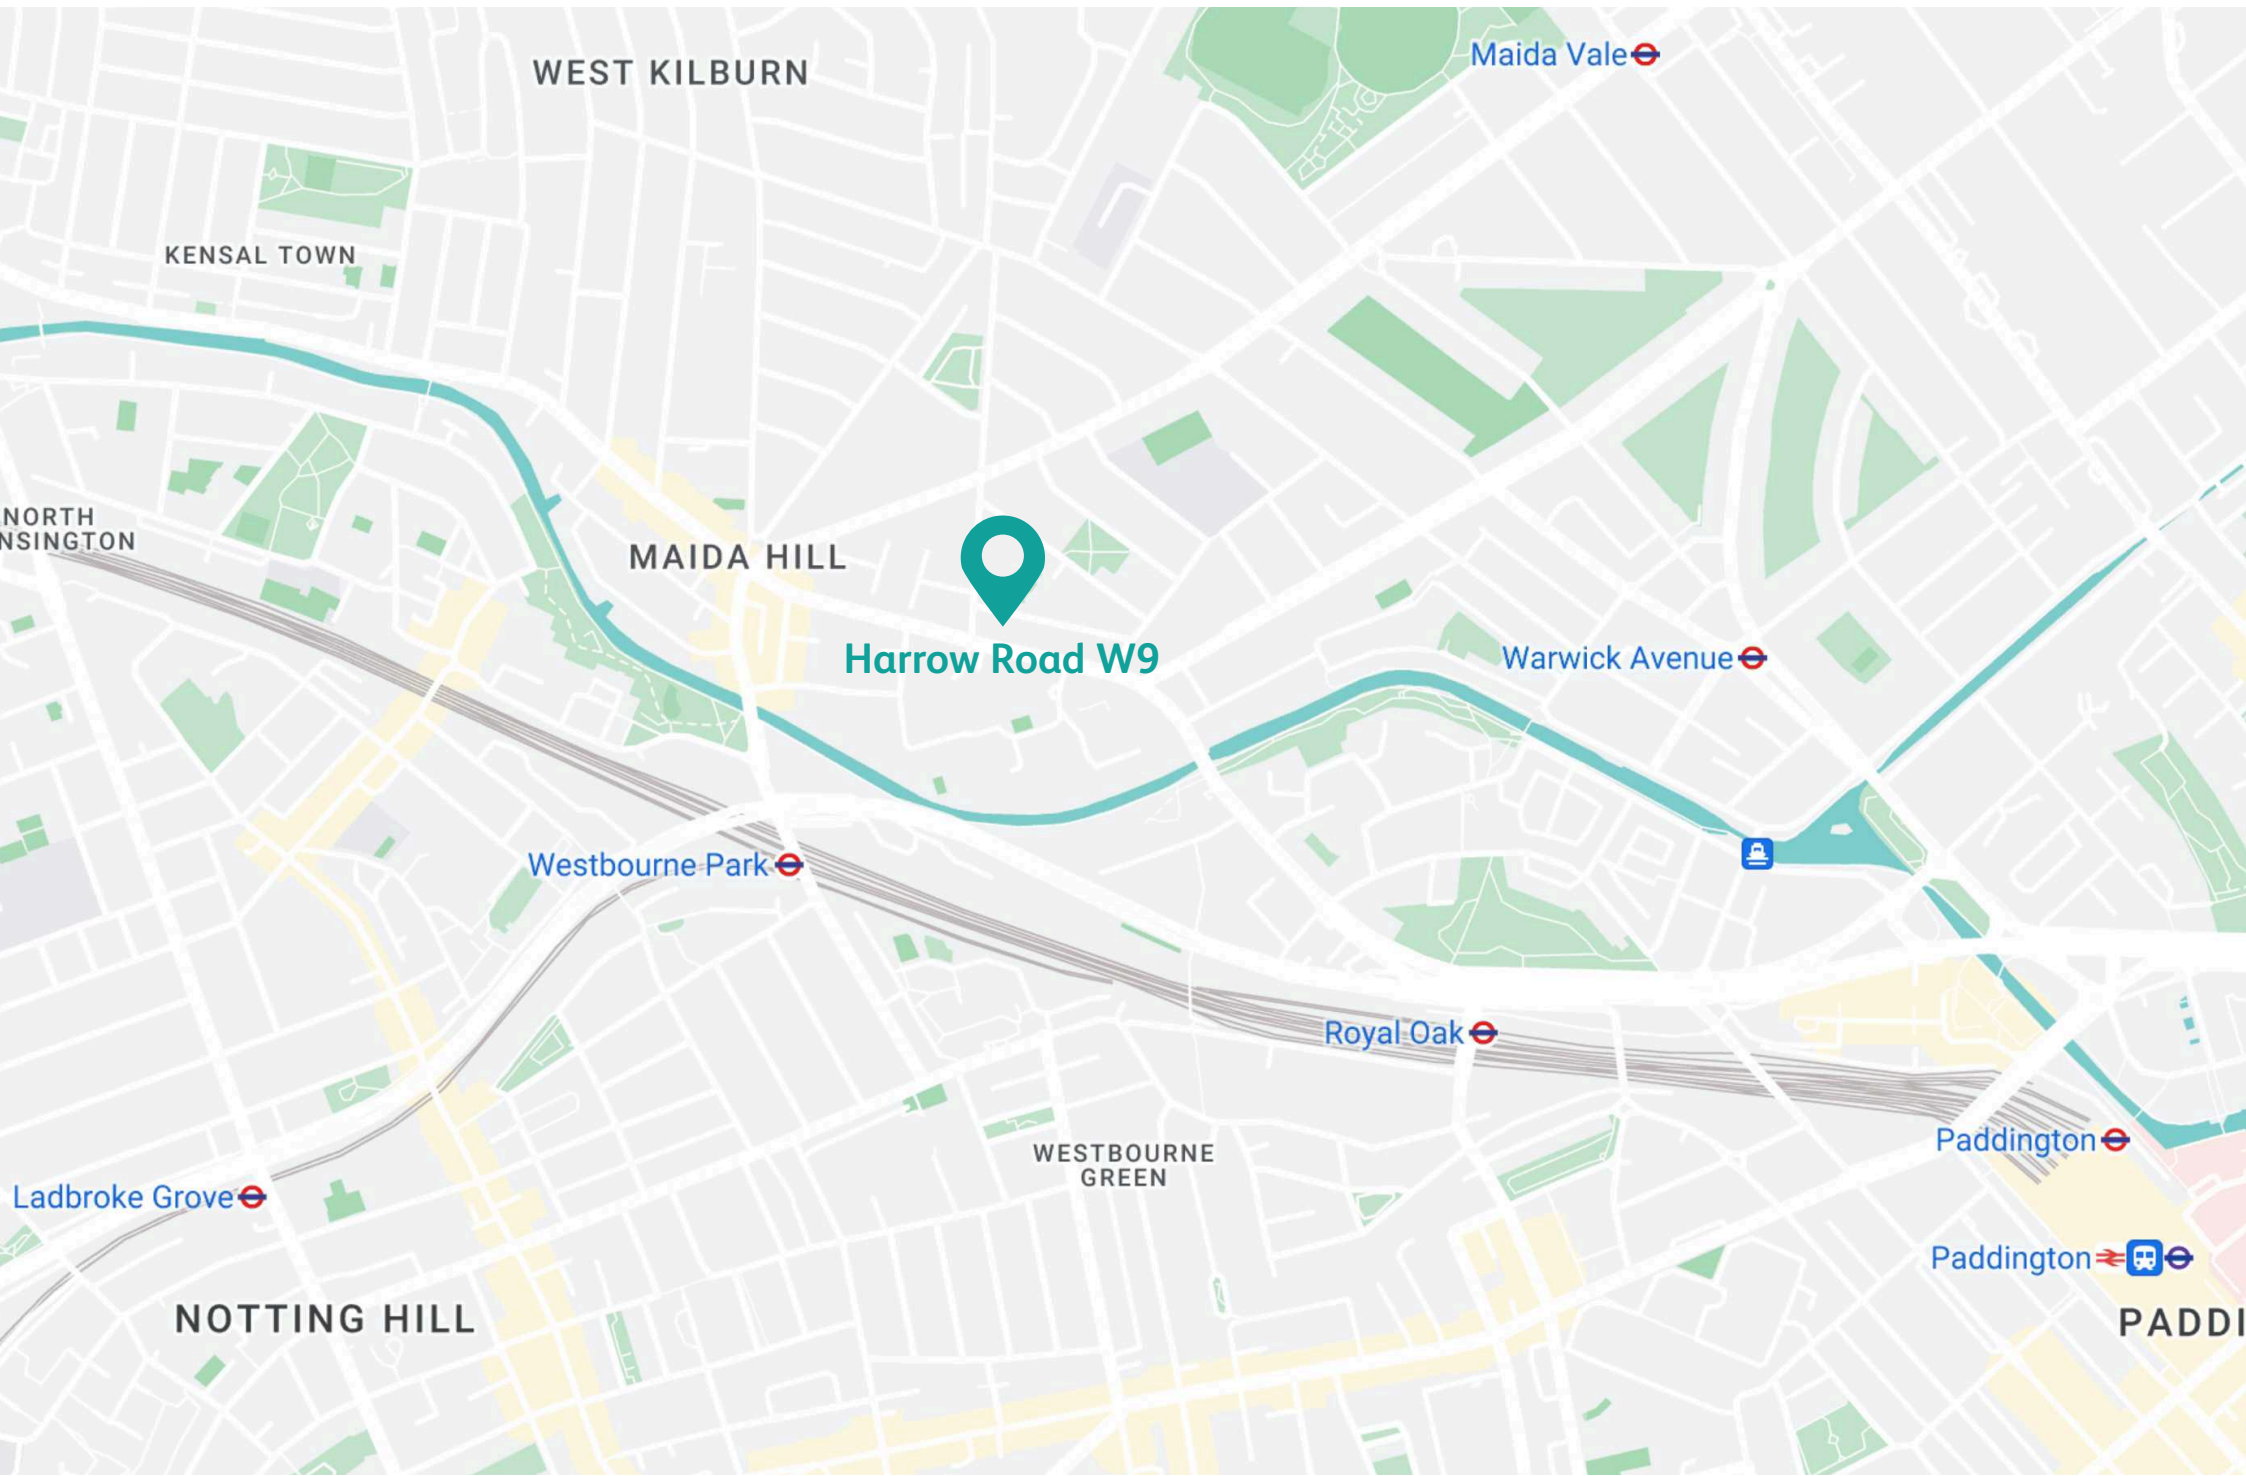 Maida Vale
WEST KILBURN
KENSAL TOWN
NORTH
NSINGTON
MAIDA HILL
Harrow Road W9
Warwick Avenue
Westbourne Park
Royal Oak
Paddington
WESTBOURNE
GREEN
Ladbroke Grove
Paddington
NOTTING HILL
PADDI